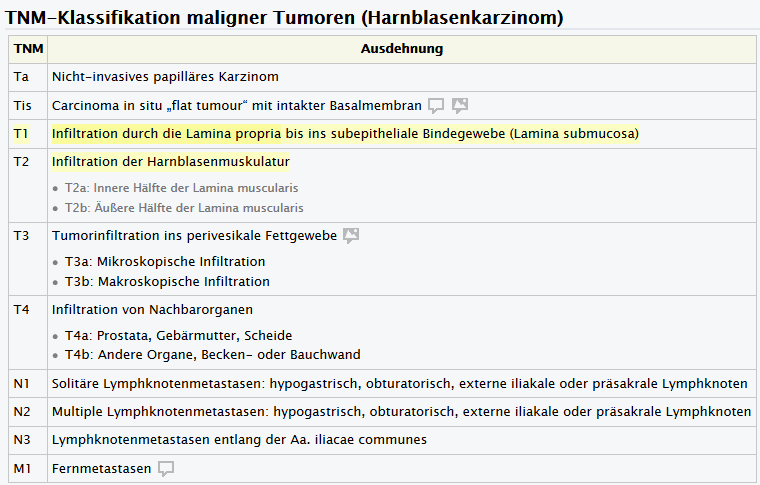 TNM-Klassifikation maligner Tumoren (Harnblasenkarzinom)
TNM Ausdehnung
Ta Nicht-invasives papilläres Karzinom
Tis Carcinoma in situ „flat tumour“ mit intakter Basalmembran
T1 Infiltration durch die Lamina propria bis ins subepitheliale Bindegewebe (Lamina submucosa)
T2 Infiltration der Harnblasenmuskulatur
• T2a: Innere Hälfte der Lamina muscularis
• T2b: Äußere Hälfte der Lamina muscularis
T3 Tumorinfiltration ins perivesikale Fettgewebe
• T3a: Mikroskopische Infiltration
• T3b: Makroskopische Infiltration
T4 Infiltration von Nachbarorganen
• T4a: Prostata, Gebärmutter, Scheide
• T4b: Andere Organe, Becken- oder Bauchwand
N1 Solitäre Lymphknotenmetastasen: hypogastrisch, obturatorisch, externe iliakale oder präsakrale Lymphknoten
N2 Multiple Lymphknotenmetastasen: hypogastrisch, obturatorisch, externe iliakale oder präsakrale Lymphknoten
N3 Lymphknotenmetastasen entlang der Aa. iliacae communes
M1 Fernmetastasen